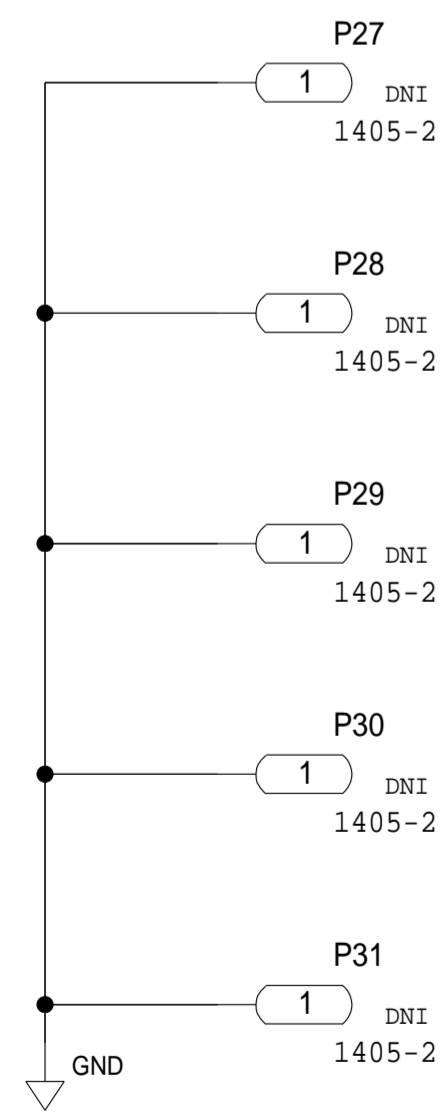 P27
1
DNI
1405-2
P28
1
DNI
1405-2
P29
1
DNI
1405-2
P30
1
DNI
1405-2
P31
1
DNI
1405-2
GND